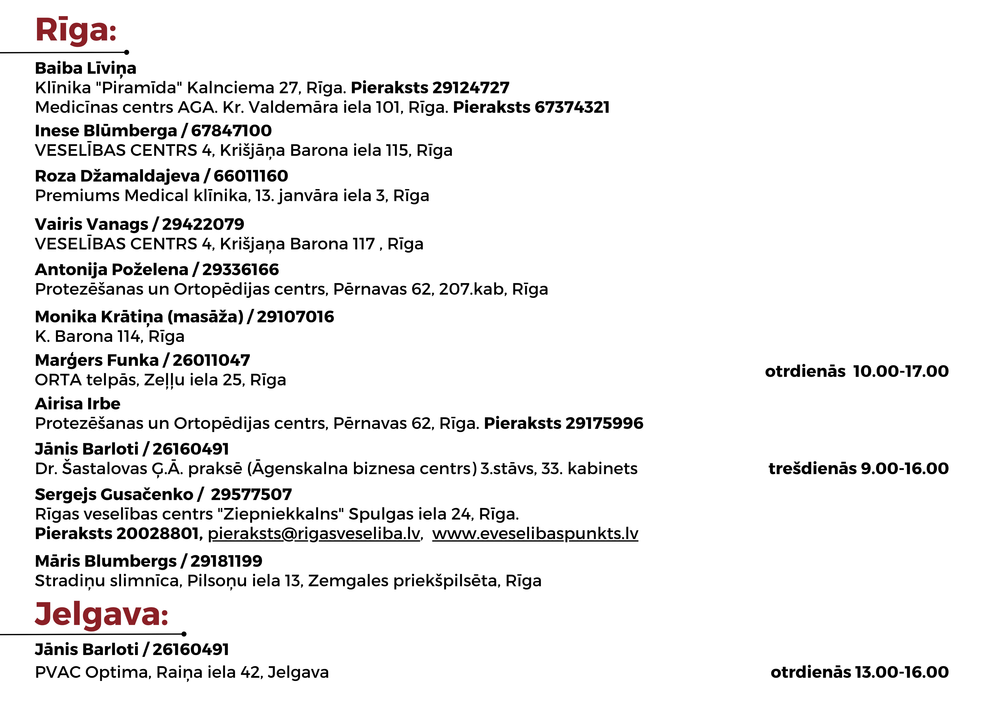 Rīga:
Baiba Līviņa
Klīnika "Piramīda" Kalnciema 27, Rīga. Pieraksts 29124727
Medicīnas centrs AGA. Kr. Valdemāra iela 101, Rīga. Pieraksts 67374321
Inese Blūmberga / 67847100
VESELĪBAS CENTRS 4, Krišjāņa Barona iela 115, Rīga
Roza Džamaldajeva / 66011160
Premiums Medical klīnika, 13. janvāra iela 3, Rīga
Vairis Vanags / 29422079
VESELĪBAS CENTRS 4, Krišjaņa Barona 117 , Rīga
Antonija Poželena / 29336166
Protezēšanas un Ortopēdijas centrs, Pērnavas 62, 207.kab, Rīga
Monika Krātiņa (masāža) / 29107016
K. Barona 114, Rīga
Marģers Funka / 26011047
ORTA telpās, Zeļļu iela 25, Rīga
otrdienās 10.00-17.00
Airisa Irbe
Protezēšanas un Ortopēdijas centrs, Pērnavas 62, Rīga. Pieraksts 29175996
Jānis Barloti / 26160491
Dr. Šastalovas Ģ.Ā. praksē (Āgenskalna biznesa centrs) 3.stāvs, 33. kabinets trešdienās 9.00-16.00
Sergejs Gusačenko / 29577507
Rīgas veselības centrs "Ziepniekkalns" Spulgas iela 24, Rīga.
Pieraksts 20028801, pieraksts@rigasveseliba.lv, www.eveselibaspunkts.lv
Māris Blumbergs / 29181199
Stradiņu slimnīca, Pilsoņu iela 13, Zemgales priekšpilsēta, Rīga
Jelgava:
Jānis Barloti / 26160491
PVAC Optima, Raiņa iela 42, Jelgava otrdienās 13.00-16.00